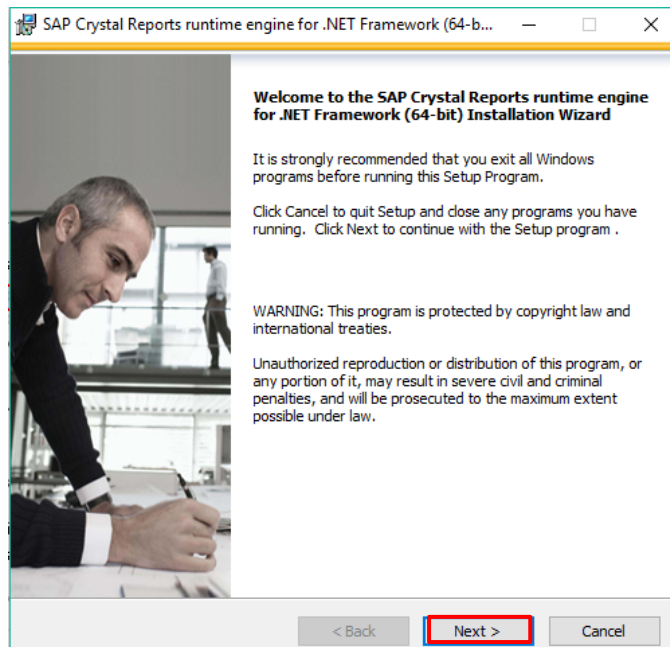 SAP Crystal Reports runtime engine for .NET Framework (64-b...
Welcome to the SAP Crystal Reports runtime engine
for .NET Framework (64-bit) Installation Wizard
It is strongly recommended that you exit all Windows
programs before running this Setup Program.
Click Cancel to quit Setup and close any programs you have
running.  Click Next to continue with the Setup program .
WARNING: This program is protected by copyright law and
international treaties.
Unauthorized reproduction or distribution of this program, or
any portion of it, may result in severe civil and criminal
penalties, and will be prosecuted to the maximum extent
possible under law.
< Back Next > Cancel